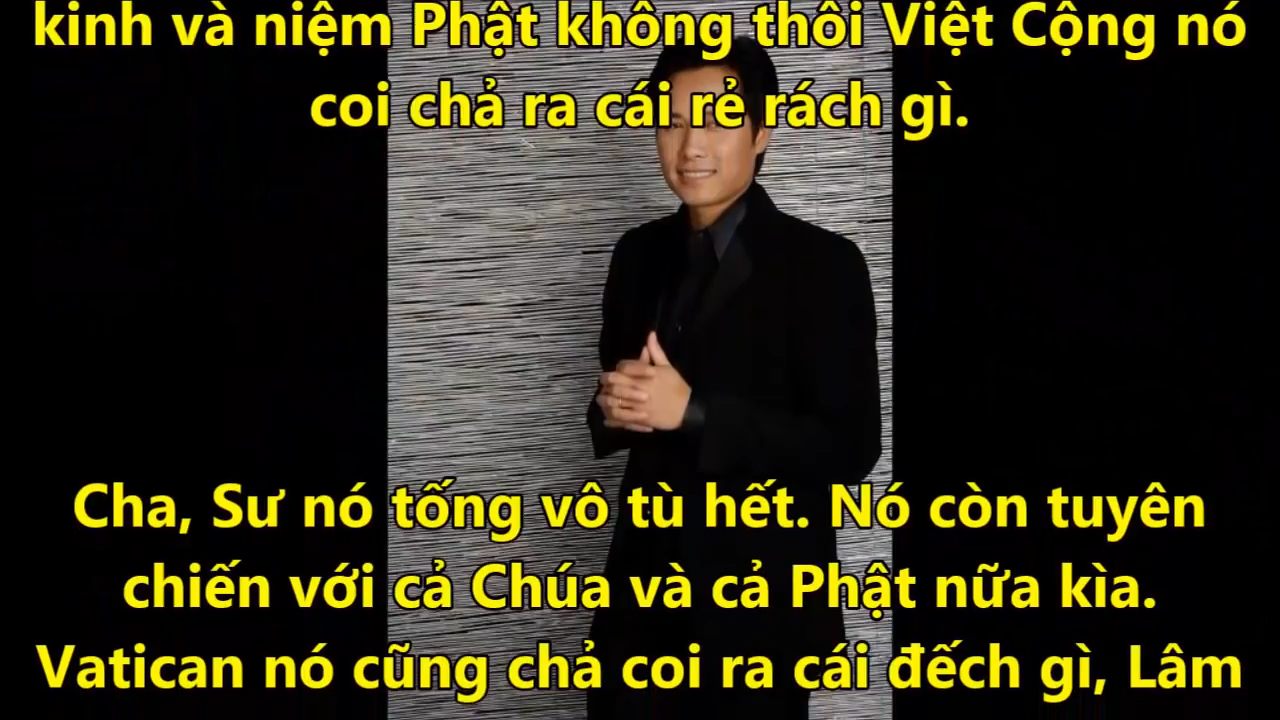 kinh và niệm Phật không thôi Việt Cộng nó
coi chả ra cái rẻ rách gì.
Cha, Sư nó tống vô tù hết. Nó còn tuyên
chiến với cả Chúa và cả Phật nữa kìa.
Vatican nó cũng chả coi ra cái đếch gì, Lâm